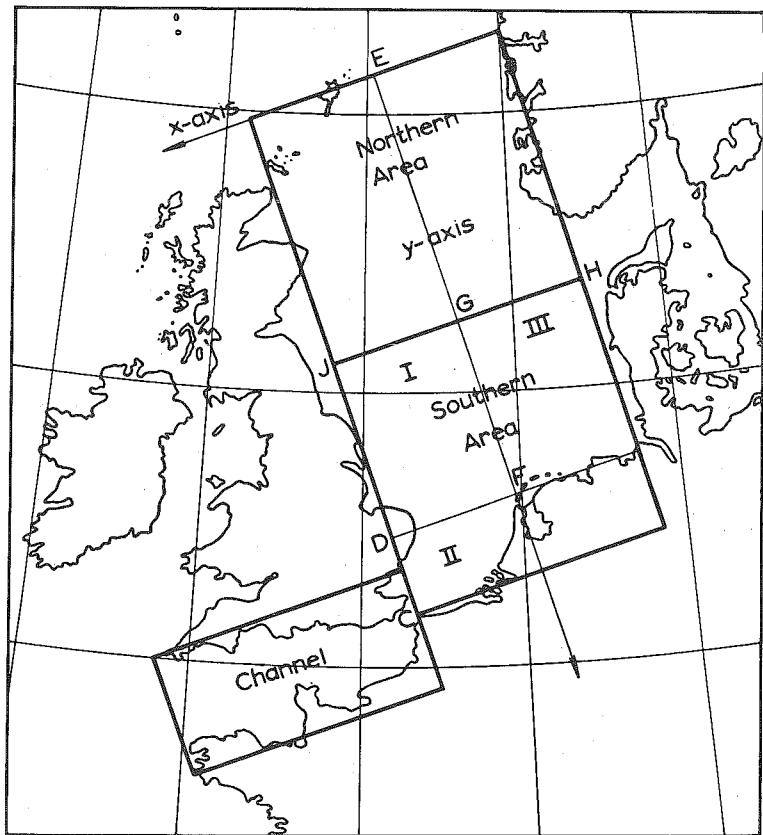 E
x-axis
Northern
Area
y-axis
H
G
III
J
I
Southern
Area
F
D
II
C
Channel